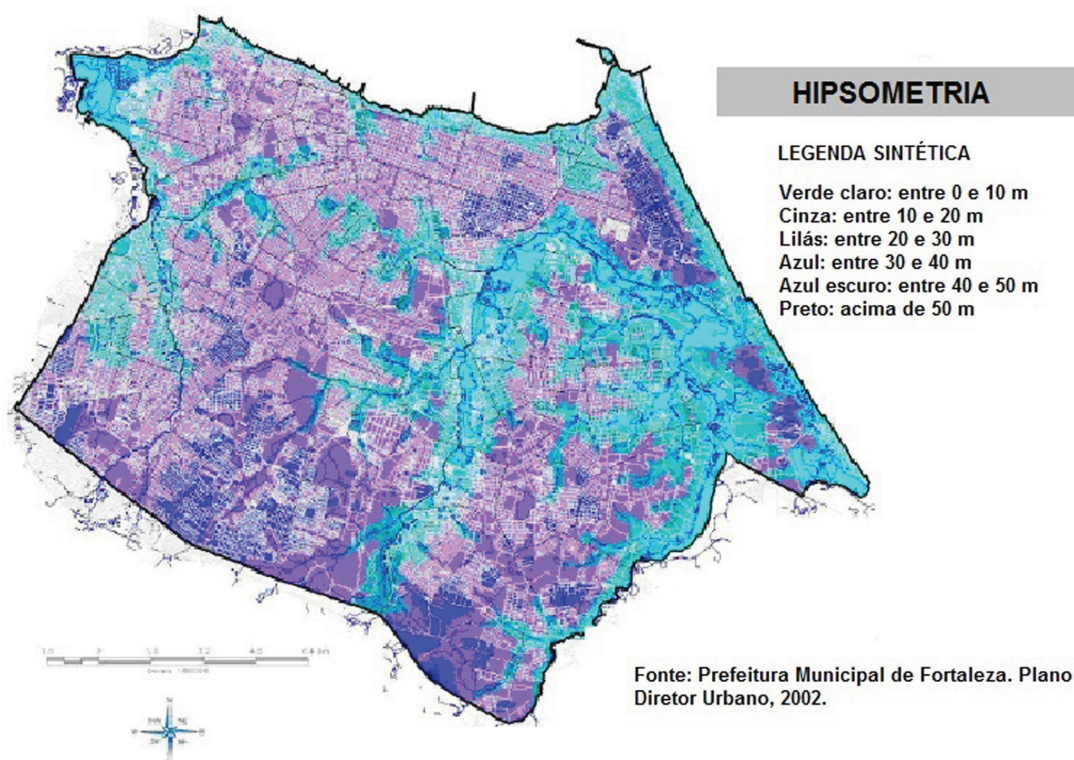 HIPSOMETRIA
LEGENDA SINTÉTICA
Verde claro: entre 0 e 10 m
Cinza: entre 10 e 20 m
Lilás: entre 20 e 30 m
Azul: entre 30 e 40 m
Azul escuro: entre 40 e 50 m
Preto: acima de 50 m
Fonte: Prefeitura Municipal de Fortaleza. Plano
Diretor Urbano, 2002.